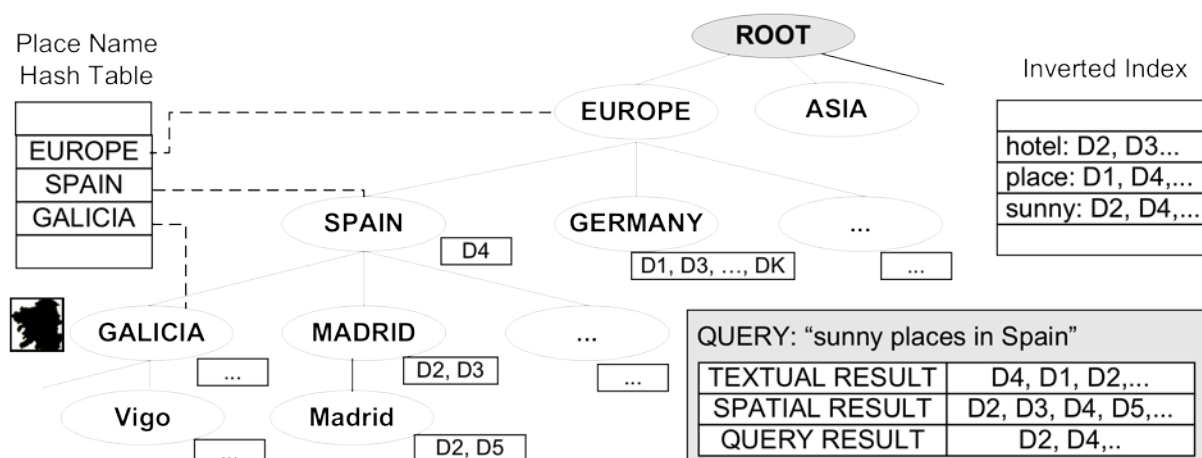 Place Name
Hash Table
EUROPE
SPAIN
GALICIA
ROOT
EUROPE
ASIA
SPAIN
GERMANY
...
D4
D1, D3, ..., DK
...
GALICIA
MADRID
...
...
D2, D3
...
Vigo
Madrid
...
D2, D5
Inverted Index
hotel: D2, D3...
place: D1, D4,...
sunny: D2, D4,...
QUERY: “sunny places in Spain”
TEXTUAL RESULT D4, D1, D2,...
SPATIAL RESULT D2, D3, D4, D5,...
QUERY RESULT D2, D4,..